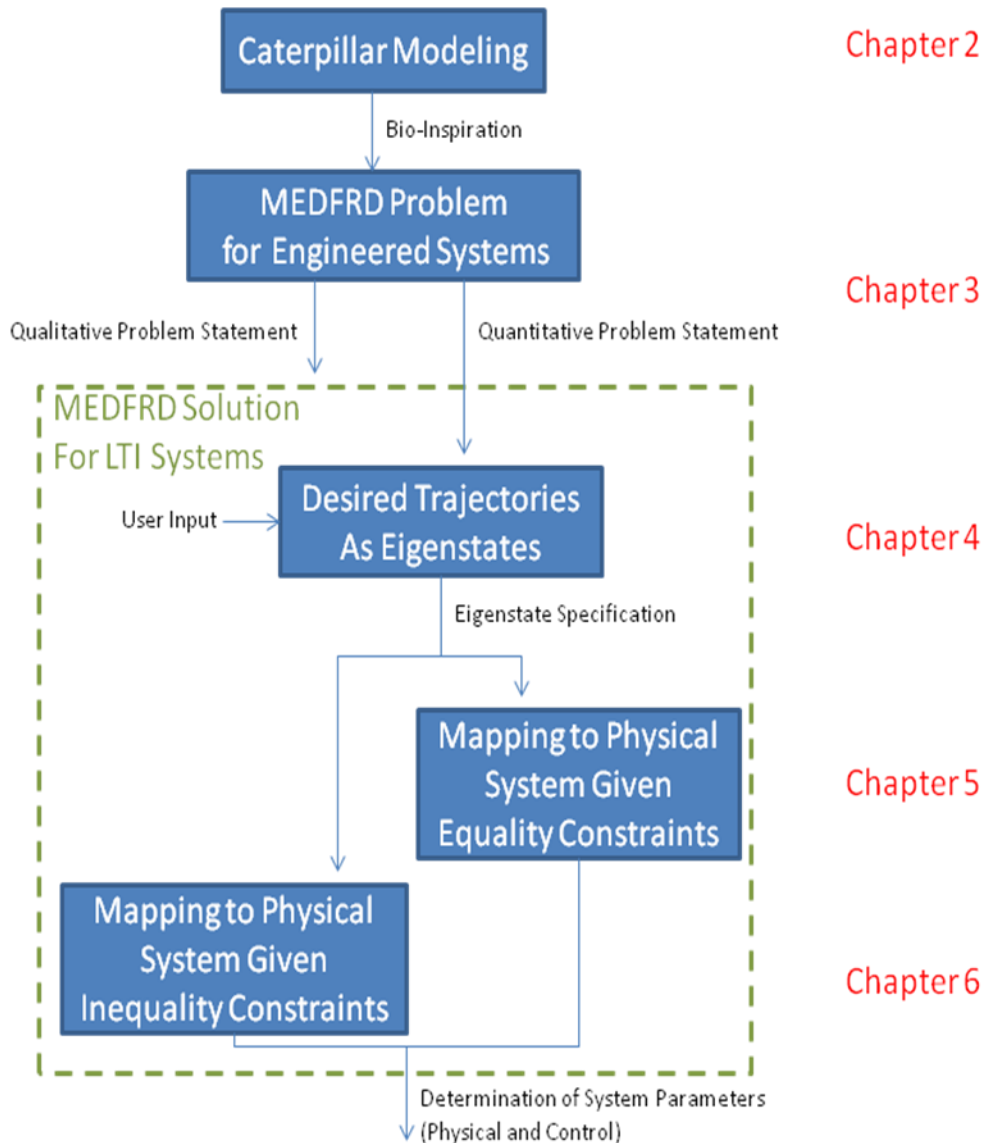 Caterpillar Modeling
Chapter 2
Bio-Inspiration
MEDFRD Problem
for Engineered Systems
Chapter 3
Qualitative Problem Statement
Quantitative Problem Statement
MEDFRD Solution
For LTI Systems
Desired Trajectories
As Eigenstates
User Input
Chapter 4
Eigenstate Specification
Mapping to Physical
System Given
Equality Constraints
Chapter 5
Mapping to Physical
System Given
Inequality Constraints
Chapter 6
Determination of System Parameters
(Physical and Control)